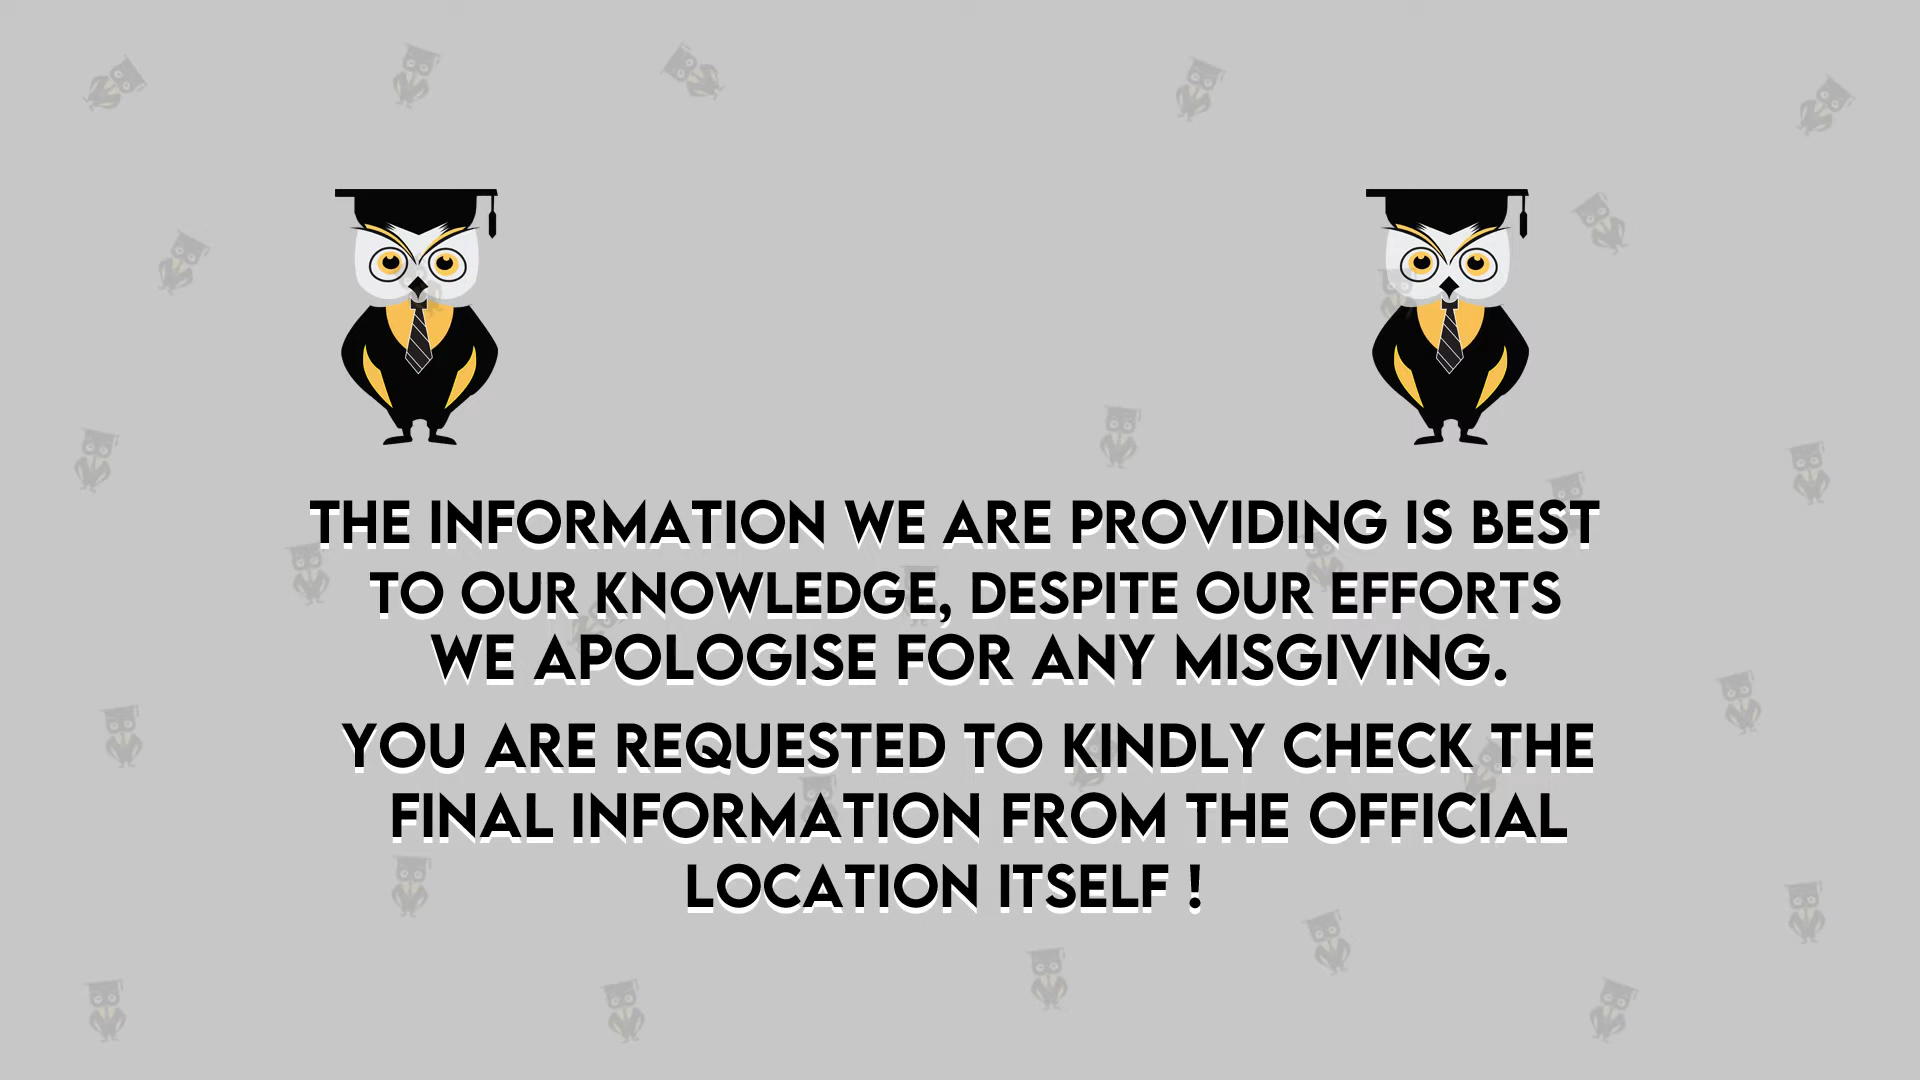 THE INFORMATION WE ARE PROVIDING IS BEST
TO OUR KNOWLEDGE, DESPITE OUR EFFORTS
WE APOLOGISE FOR ANY MISGIVING.
YOU ARE REQUESTED TO KINDLY CHECK THE
FINAL INFORMATION FROM THE OFFICIAL
LOCATION ITSELF !